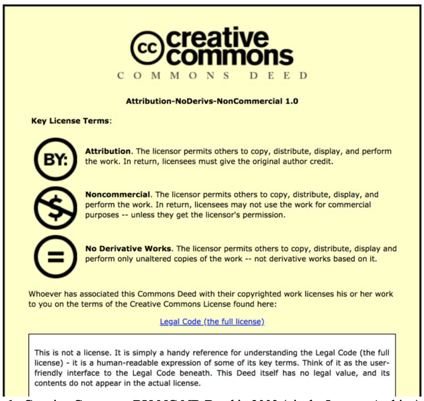 cc creative
commons
COMMONS DEED
Attribution-NoDerivs-NonCommercial 1.0
Key License Terms:
BY:
Attribution. The licensor permits others to copy, distribute, display, and perform
the work. In return, licensees must give the original author credit.
$
Noncommercial. The licensor permits others to copy, distribute, display, and
perform the work. In return, licensees may not use the work for commercial
purposes -- unless they get the licensor's permission.
=
No Derivative Works. The licensor permits others to copy, distribute, display and
perform only unaltered copies of the work -- not derivative works based on it.
Whoever has associated this Commons Deed with their copyrighted work licenses his or her work
to you on the terms of the Creative Commons License found here:
Legal Code (the full license)
This is not a license. It is simply a handy reference for understanding the Legal Code (the full
license) - it is a human-readable expression of some of its key terms. Think of it as the user-
friendly interface to the Legal Code beneath. This Deed itself has no legal value, and its
contents do not appear in the actual license.